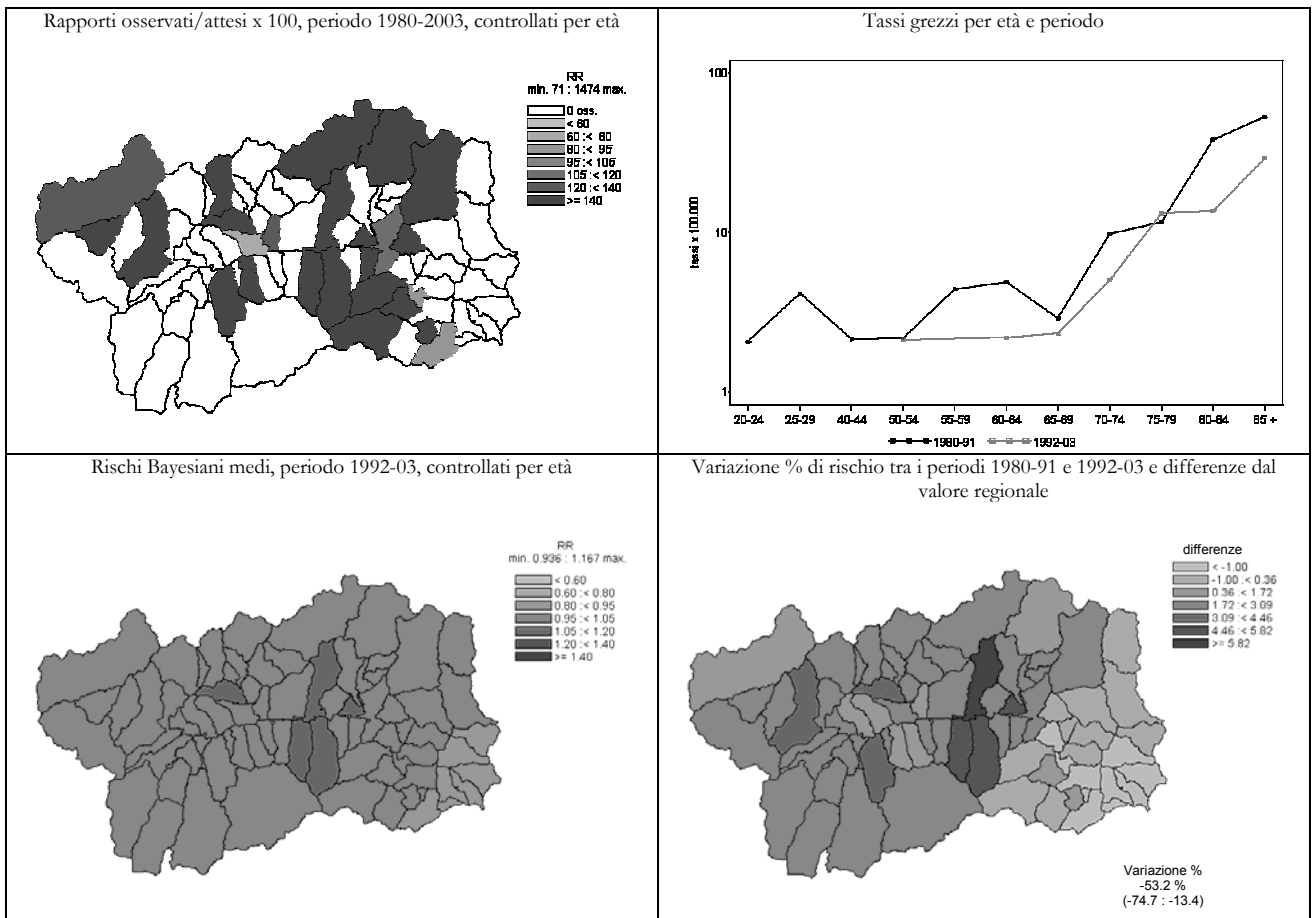 Rapporti osservati/attesi x 100, periodo 1980-2003, controllati per età
RR
min. 71 : 1474 max.
0 oss.
< 60
60 :< 80
80 :< 95
95 :< 105
105 :< 120
120 :< 140
>= 140
Tassi grezzi per età e periodo
100
10
1
tassi x 100.000
20-24
25-29
40-44
50-54
55-59
60-64
65-69
70-74
75-79
80-84
85 +
1980-91
1992-03
Rischi Bayesiani medi, periodo 1992-03, controllati per età
RR
min. 0.936 : 1.167 max.
< 0.60
0.60 :< 0.80
0.80 :< 0.95
0.95 :< 1.05
1.05 :< 1.20
1.20 :< 1.40
>= 1.40
Variazione % di rischio tra i periodi 1980-91 e 1992-03 e differenze dal
valore regionale
differenze
< -1.00
-1.00 :< 0.36
0.36 :< 1.72
1.72 :< 3.09
3.09 :< 4.46
4.46 :< 5.82
>= 5.82
Variazione %
-53.2 %
(-74.7 : -13.4)